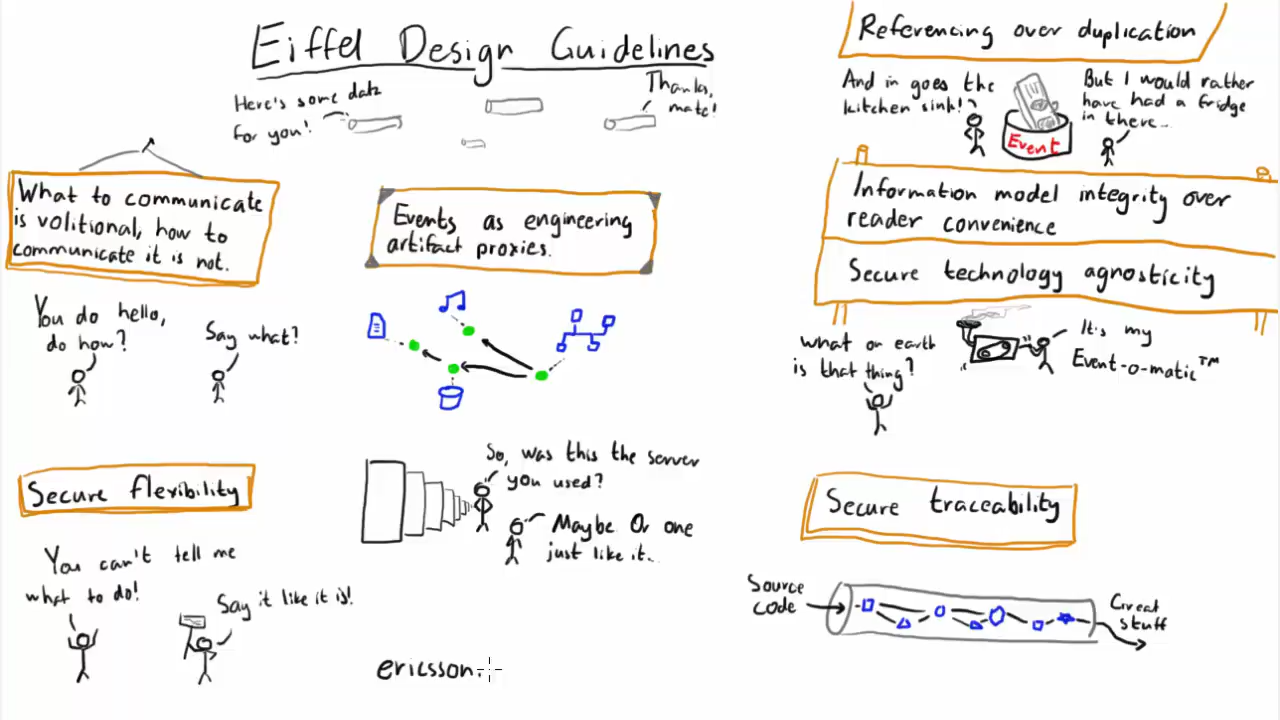 Eiffel Design Guidelines
Here's some data
for you!
Thanks,
mate!
What to communicate
is volitional, how to
communicate it is not.
You do hello,
do how?
Say what?
Secure flexibility
You can't tell me
what to do!
Say it like it is!
Events as engineering
artifact proxies.
So, was this the server
you used?
Maybe. Or one
just like it...
ericsson.
Referencing over duplication
And in goes the
kitchen sink!
Event
But I would rather
have had a fridge
in there...
Information model integrity over
reader convenience
Secure technology agnosticity
What on earth
is that thing?
It's my
Event-o-matic™
Secure traceability
Source
code
Great
stuff